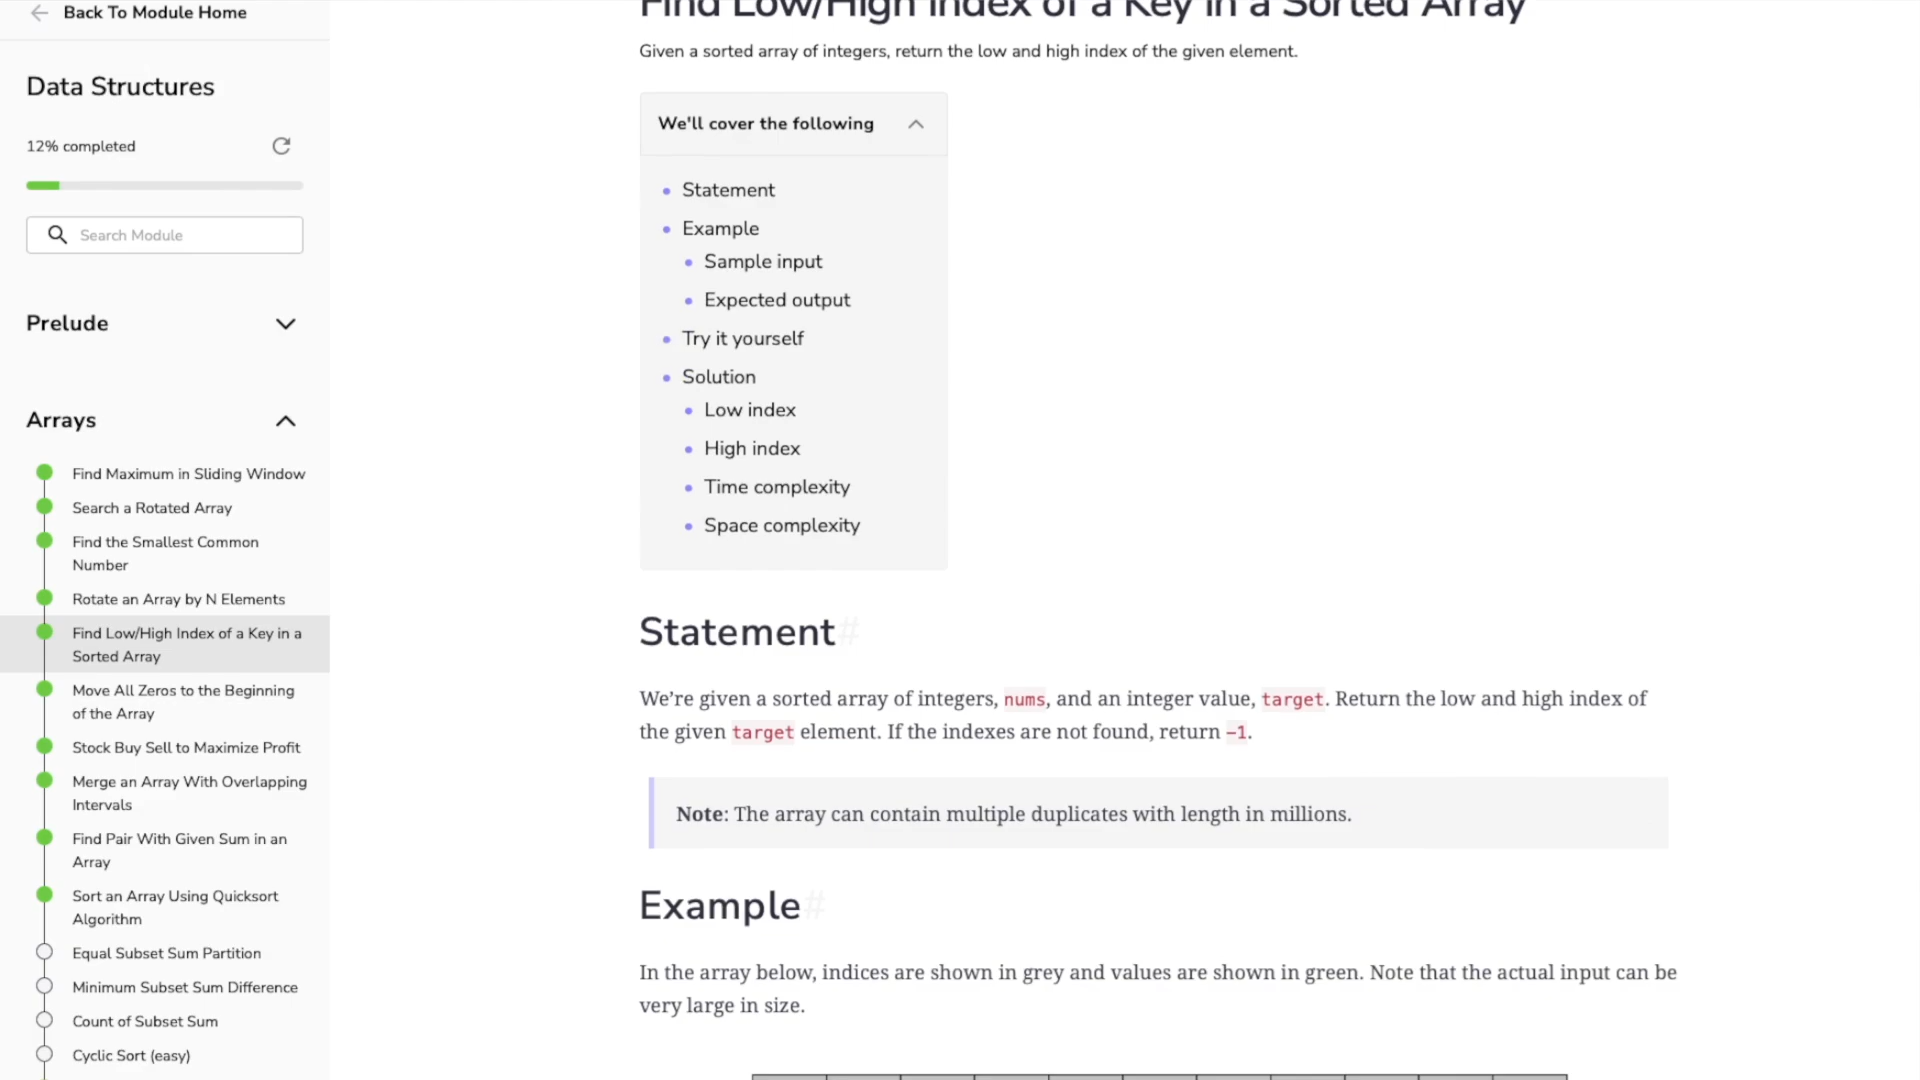 Back To Module Home
Data Structures
12% completed
Search Module
Prelude
Arrays
Find Maximum in Sliding Window
Search a Rotated Array
Find the Smallest Common
Number
Rotate an Array by N Elements
Find Low/High Index of a Key in a
Sorted Array
Move All Zeros to the Beginning
of the Array
Stock Buy Sell to Maximize Profit
Merge an Array With Overlapping
Intervals
Find Pair With Given Sum in an
Array
Sort an Array Using Quicksort
Algorithm
Equal Subset Sum Partition
Minimum Subset Sum Difference
Count of Subset Sum
Cyclic Sort (easy)
Find Low/High Index of a Key in a Sorted Array
Given a sorted array of integers, return the low and high index of the given element.
We'll cover the following
Statement
Example
Sample input
Expected output
Try it yourself
Solution
Low index
High index
Time complexity
Space complexity
Statement#
We’re given a sorted array of integers, nums, and an integer value, target. Return the low and high index of
the given target element. If the indexes are not found, return -1.
Note: The array can contain multiple duplicates with length in millions.
Example#
In the array below, indices are shown in grey and values are shown in green. Note that the actual input can be
very large in size.